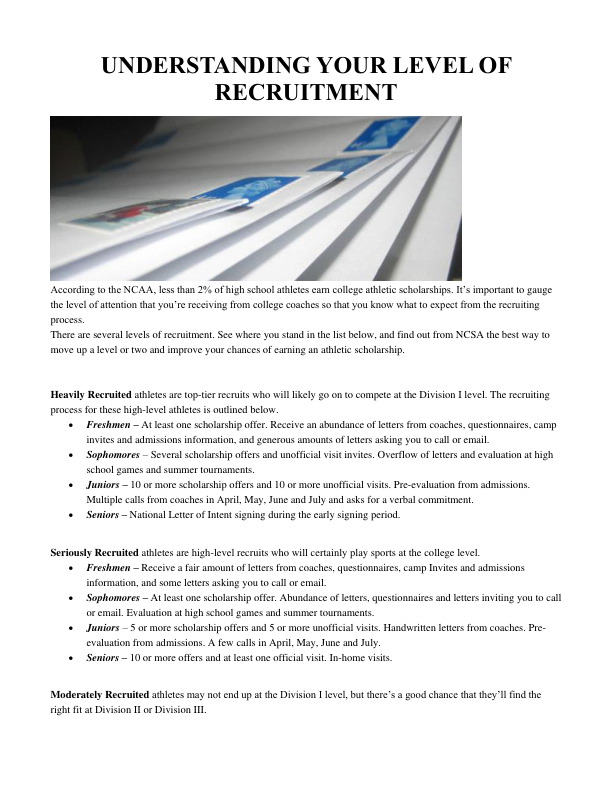 UNDERSTANDING YOUR LEVEL OF
RECRUITMENT
According to the NCAA, less than 2% of high school athletes earn college athletic scholarships. It’s important to gauge
the level of attention that you’re receiving from college coaches so that you know what to expect from the recruiting
process.
There are several levels of recruitment. See where you stand in the list below, and find out from NCSA the best way to
move up a level or two and improve your chances of earning an athletic scholarship.
Heavily Recruited athletes are top-tier recruits who will likely go on to compete at the Division I level. The recruiting
process for these high-level athletes is outlined below.
• Freshmen – At least one scholarship offer. Receive an abundance of letters from coaches, questionnaires, camp
invites and admissions information, and generous amounts of letters asking you to call or email.
• Sophomores – Several scholarship offers and unofficial visit invites. Overflow of letters and evaluation at high
school games and summer tournaments.
• Juniors – 10 or more scholarship offers and 10 or more unofficial visits. Pre-evaluation from admissions.
Multiple calls from coaches in April, May, June and July and asks for a verbal commitment.
• Seniors – National Letter of Intent signing during the early signing period.
Seriously Recruited athletes are high-level recruits who will certainly play sports at the college level.
• Freshmen – Receive a fair amount of letters from coaches, questionnaires, camp Invites and admissions
information, and some letters asking you to call or email.
• Sophomores – At least one scholarship offer. Abundance of letters, questionnaires and letters inviting you to call
or email. Evaluation at high school games and summer tournaments.
• Juniors – 5 or more scholarship offers and 5 or more unofficial visits. Handwritten letters from coaches. Pre-
evaluation from admissions. A few calls in April, May, June and July.
• Seniors – 10 or more offers and at least one official visit. In-home visits.
Moderately Recruited athletes may not end up at the Division I level, but there’s a good chance that they’ll find the
right fit at Division II or Division III.